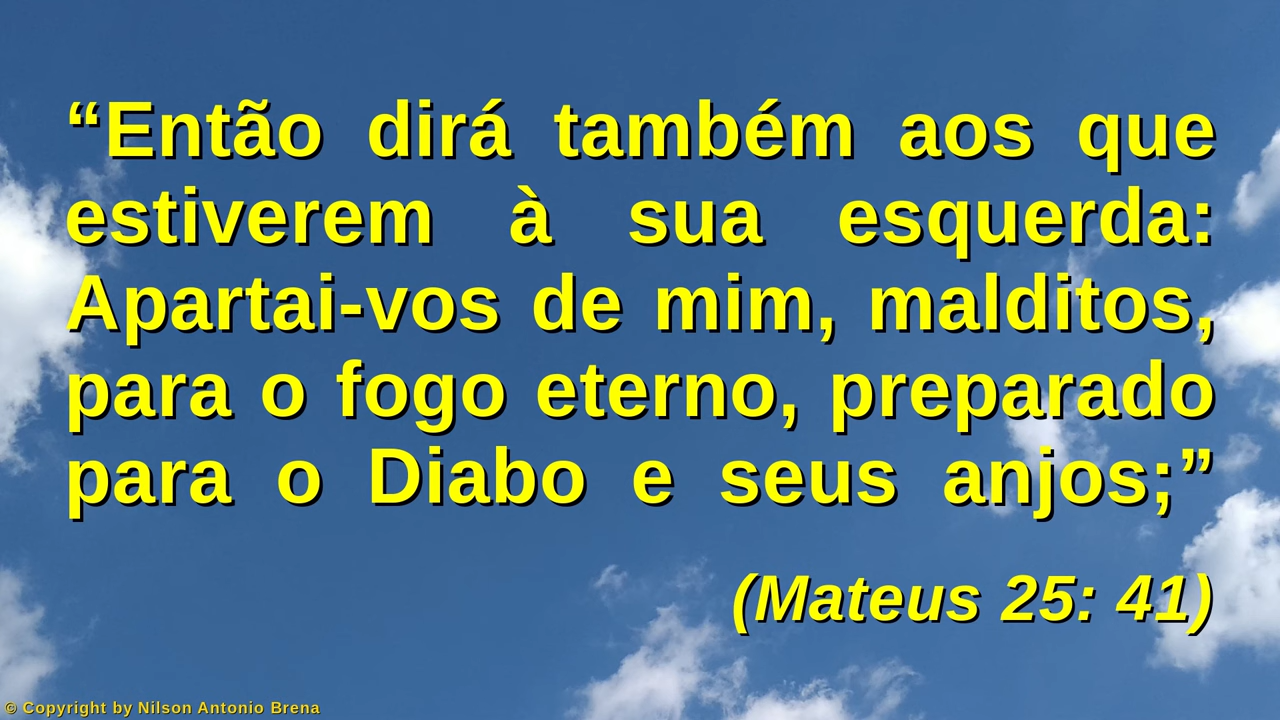 “Então dirá também aos que
estiverem à sua esquerda:
Apartai-vos de mim, malditos,
para o fogo eterno, preparado
para o Diabo e seus anjos;”
(Mateus 25: 41)
© Copyright by Nilson Antonio Brena